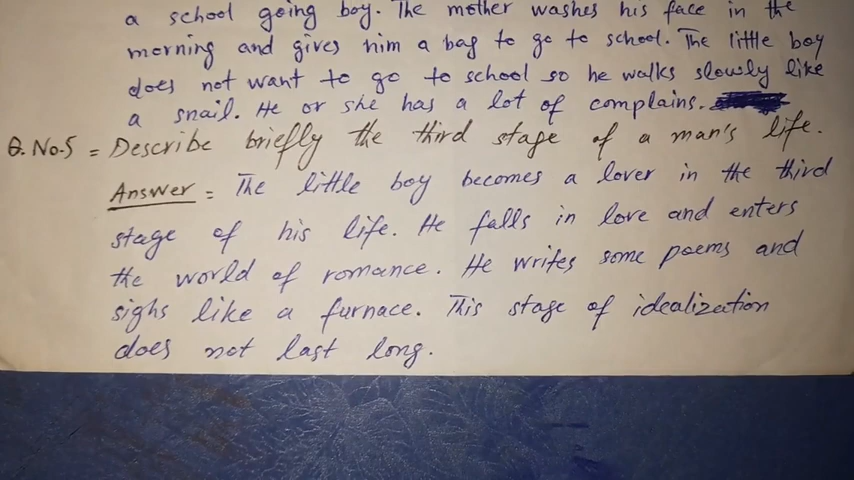 a school going boy. The mother washes his face in the
morning and gives him a bag to go to school. The little boy
does not want to go to school so he walks slowly like
a snail. He or she has a lot of complains.
Q. No.5 = Describe briefly the third stage of a man's life.
Answer = The little boy becomes a lover in the third
stage of his life. He falls in love and enters
the world of romance. He writes some poems and
sighs like a furnace. This stage of idealization
does not last long.